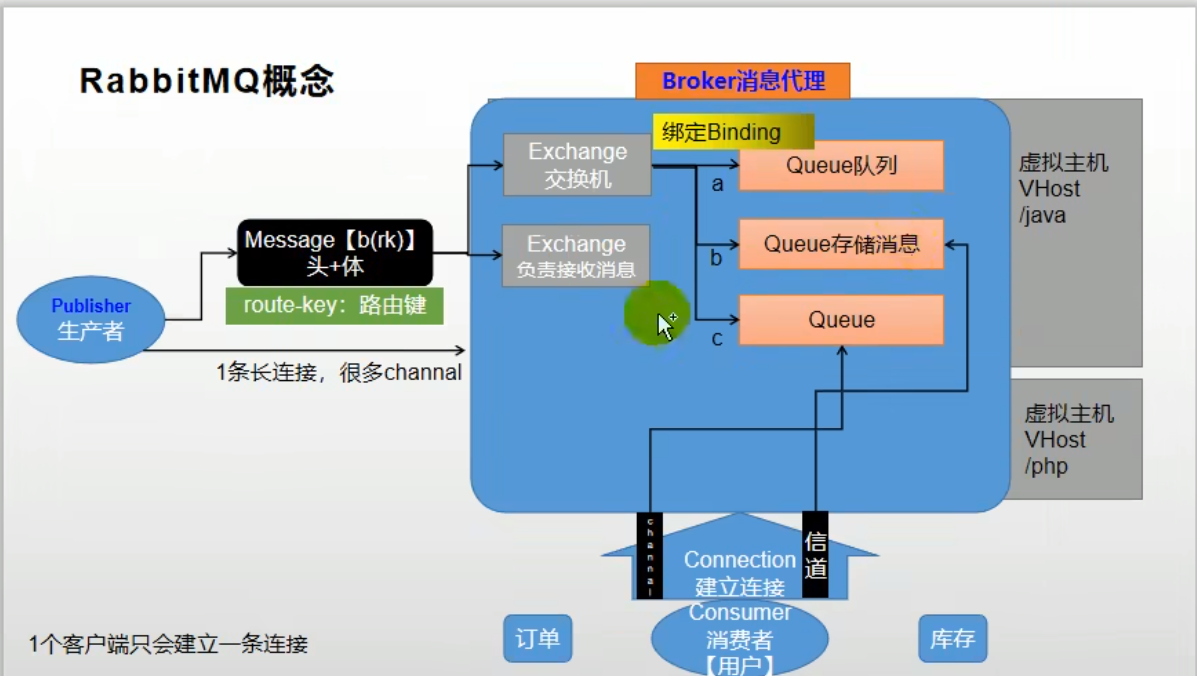 RabbitMQ概念
Broker消息代理
绑定Binding
Exchange
交换机
Queue队列
a
虚拟主机
VHost
/java
Message【b(rk)】
头+体
Exchange
负责接收消息
Queue存储消息
b
route-key：路由键
Publisher
生产者
Queue
c
1条长连接，很多channal
虚拟主机
VHost
/php
channal
信道
Connection
建立连接
Consumer
消费者
【用户】
订单
库存
1个客户端只会建立一条连接